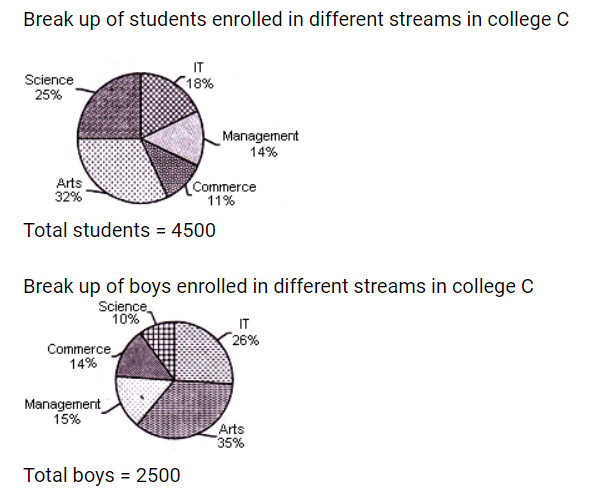 Break up of students enrolled in different streams in college C
IT
18%
Science
25%
Management
14%
Arts
32%
Commerce
11%
Total students = 4500
Break up of boys enrolled in different streams in college C
Science
10%
IT
26%
Commerce
14%
Management
15%
Arts
35%
Total boys = 2500